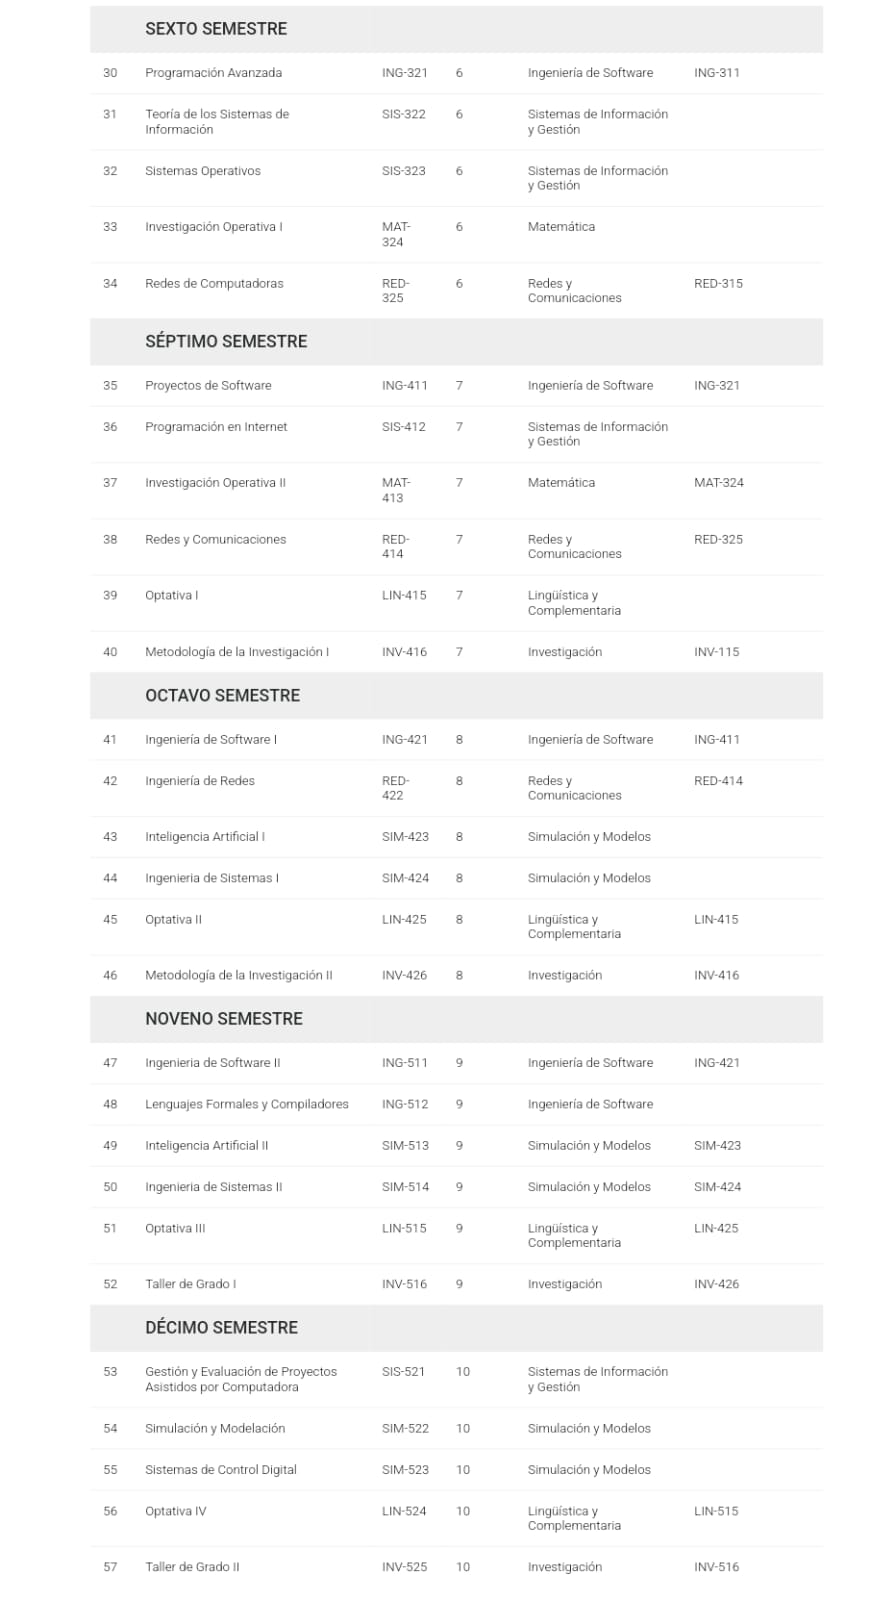 SEXTO SEMESTRE
30 Programación Avanzada ING-321 6 Ingeniería de Software ING-311
31 Teoría de los Sistemas de SIS-322 6 Sistemas de Información
Información y Gestión
32 Sistemas Operativos SIS-323 6 Sistemas de Información
y Gestión
33 Investigación Operativa I MAT- 6 Matemática
324
34 Redes de Computadoras RED- 6 Redes y RED-315
325 Comunicaciones
SÉPTIMO SEMESTRE
35 Proyectos de Software ING-411 7 Ingeniería de Software ING-321
36 Programación en Internet SIS-412 7 Sistemas de Información
y Gestión
37 Investigación Operativa II MAT- 7 Matemática MAT-324
413
38 Redes y Comunicaciones RED- 7 Redes y RED-325
414 Comunicaciones
39 Optativa I LIN-415 7 Lingüística y
Complementaria
40 Metodología de la Investigación I INV-416 7 Investigación INV-115
OCTAVO SEMESTRE
41 Ingeniería de Software I ING-421 8 Ingeniería de Software ING-411
42 Ingeniería de Redes RED- 8 Redes y RED-414
422 Comunicaciones
43 Inteligencia Artificial I SIM-423 8 Simulación y Modelos
44 Ingenieria de Sistemas I SIM-424 8 Simulación y Modelos
45 Optativa II LIN-425 8 Lingüística y LIN-415
Complementaria
46 Metodología de la Investigación II INV-426 8 Investigación INV-416
NOVENO SEMESTRE
47 Ingenieria de Software II ING-511 9 Ingeniería de Software ING-421
48 Lenguajes Formales y Compiladores ING-512 9 Ingeniería de Software
49 Inteligencia Artificial II SIM-513 9 Simulación y Modelos SIM-423
50 Ingenieria de Sistemas II SIM-514 9 Simulación y Modelos SIM-424
51 Optativa III LIN-515 9 Lingüística y LIN-425
Complementaria
52 Taller de Grado I INV-516 9 Investigación INV-426
DÉCIMO SEMESTRE
53 Gestión y Evaluación de Proyectos SIS-521 10 Sistemas de Información
Asistidos por Computadora y Gestión
54 Simulación y Modelación SIM-522 10 Simulación y Modelos
55 Sistemas de Control Digital SIM-523 10 Simulación y Modelos
56 Optativa IV LIN-524 10 Lingüística y LIN-515
Complementaria
57 Taller de Grado II INV-525 10 Investigación INV-516